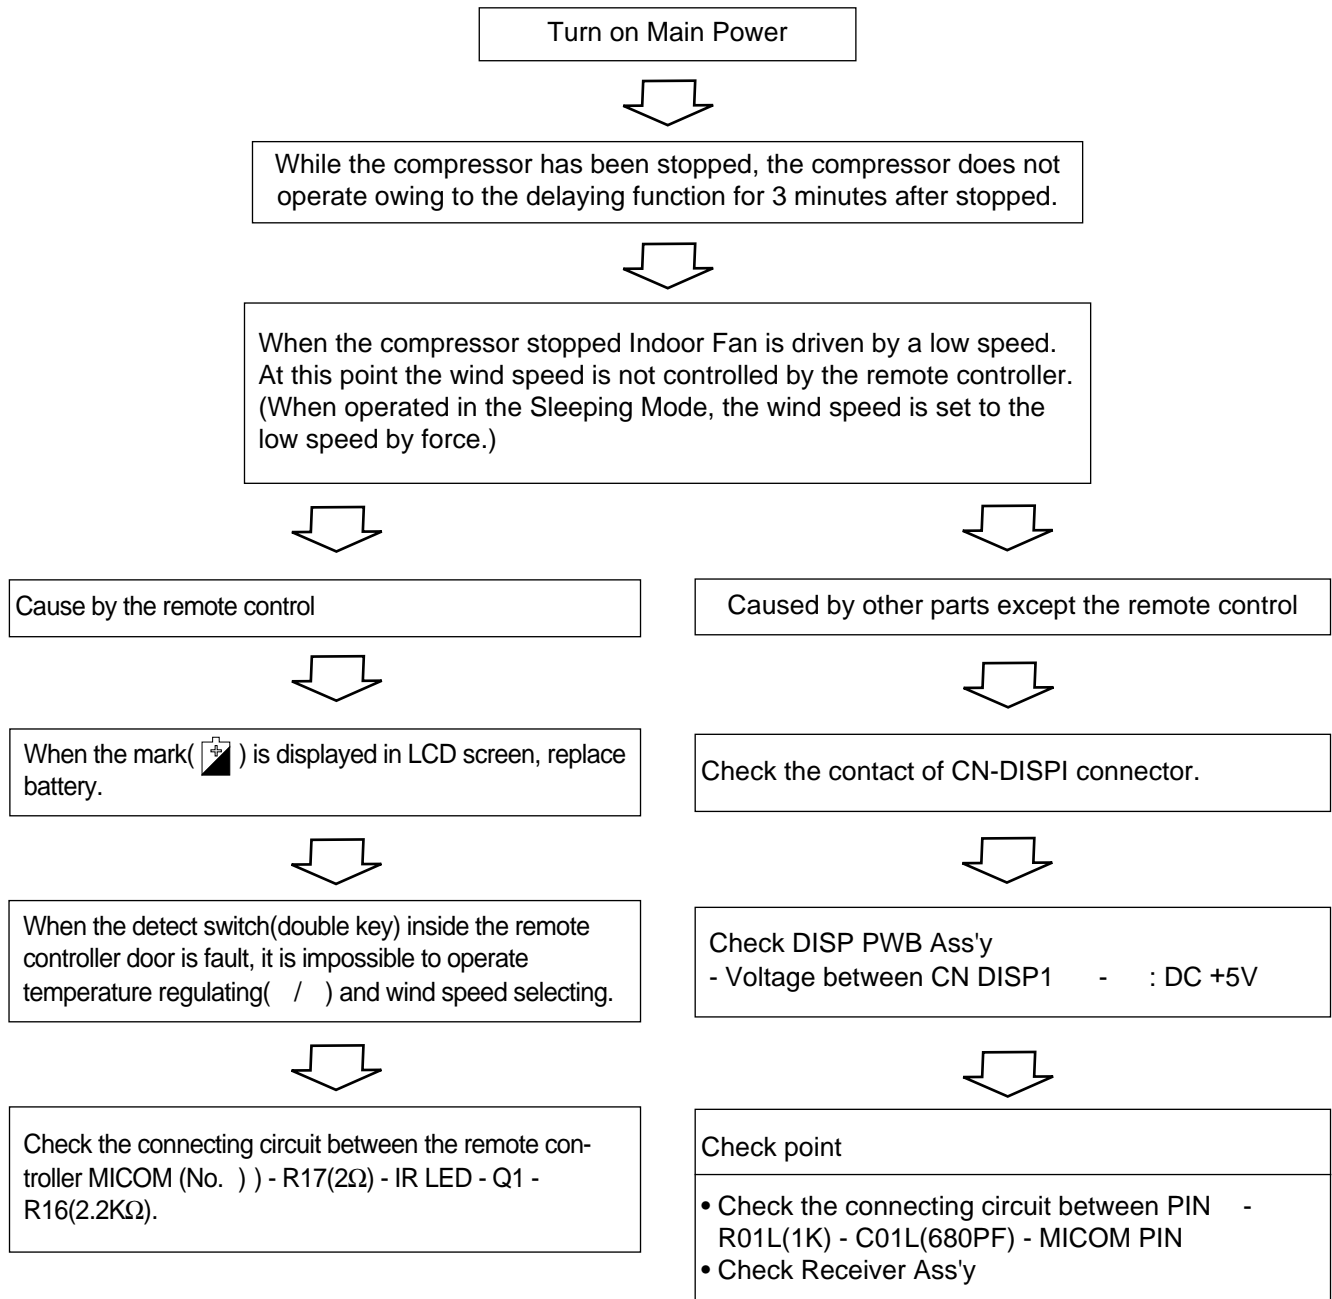 Turn on Main Power
While the compressor has been stopped, the compressor does not
operate owing to the delaying function for 3 minutes after stopped.
When the compressor stopped Indoor Fan is driven by a low speed.
At this point the wind speed is not controlled by the remote controller.
(When operated in the Sleeping Mode, the wind speed is set to the
low speed by force.)
Cause by the remote control
When the mark( ) is displayed in LCD screen, replace
battery.
When the detect switch(double key) inside the remote
controller door is fault, it is impossible to operate
temperature regulating( / ) and wind speed selecting.
Check the connecting circuit between the remote con-
troller MICOM (No. ) ) - R17(2Ω) - IR LED - Q1 -
R16(2.2KΩ).
Caused by other parts except the remote control
Check the contact of CN-DISPI connector.
Check DISP PWB Ass'y
- Voltage between CN DISP1 - : DC +5V
Check point
• Check the connecting circuit between PIN -
R01L(1K) - C01L(680PF) - MICOM PIN
• Check Receiver Ass'y